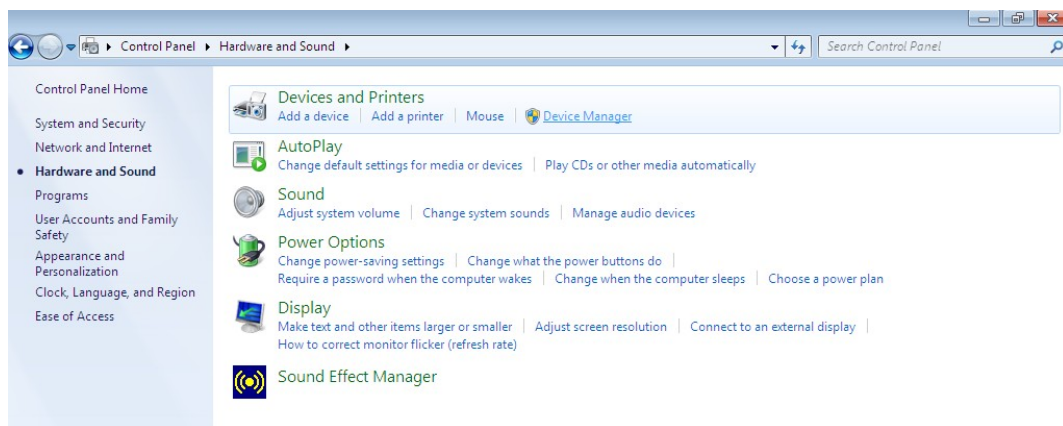 Control Panel Hardware and Sound
Search Control Panel
Control Panel Home
System and Security
Network and Internet
Hardware and Sound
Programs
User Accounts and Family
Safety
Appearance and
Personalization
Clock, Language, and Region
Ease of Access
Devices and Printers
Add a device Add a printer Mouse Device Manager
AutoPlay
Change default settings for media or devices Play CDs or other media automatically
Sound
Adjust system volume Change system sounds Manage audio devices
Power Options
Change power-saving settings Change what the power buttons do
Require a password when the computer wakes Change when the computer sleeps Choose a power plan
Display
Make text and other items larger or smaller Adjust screen resolution Connect to an external display
How to correct monitor flicker (refresh rate)
Sound Effect Manager